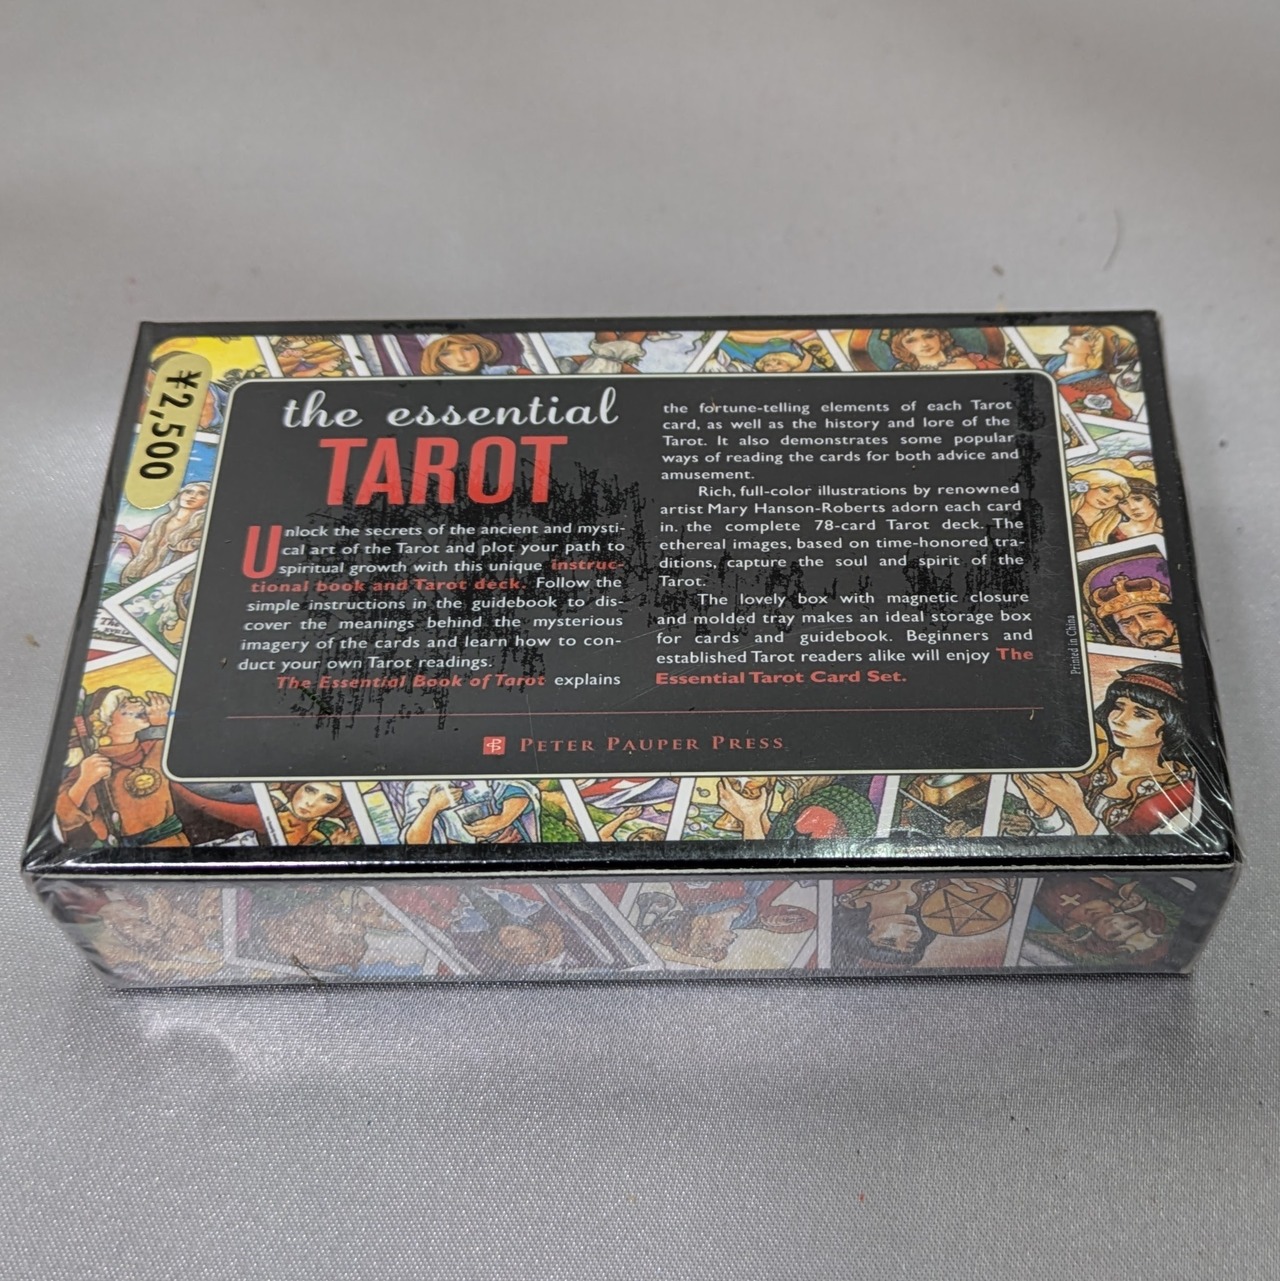 ¥2,500
the essential
TAROT
Unlock the secrets of the ancient and mysti-
cal art of the Tarot and plot your path to
spiritual growth with this unique instruc-
tional book and Tarot deck. Follow the
simple instructions in the guidebook to dis-
cover the meanings behind the mysterious
imagery of the cards and learn how to con-
duct your own Tarot readings.
The Essential Book of Tarot explains
the fortune-telling elements of each Tarot
card, as well as the history and lore of the
Tarot. It also demonstrates some popular
ways of reading the cards for both advice and
amusement.
Rich, full-color illustrations by renowned
artist Mary Hanson-Roberts adorn each card
in the complete 78-card Tarot deck. The
ethereal images, based on time-honored tra-
ditions, capture the soul and spirit of the
Tarot.
The lovely box with magnetic closure
and molded tray makes an ideal storage box
for cards and guidebook. Beginners and
established Tarot readers alike will enjoy The
Essential Tarot Card Set.
Printed in China
PETER PAUPER PRESS